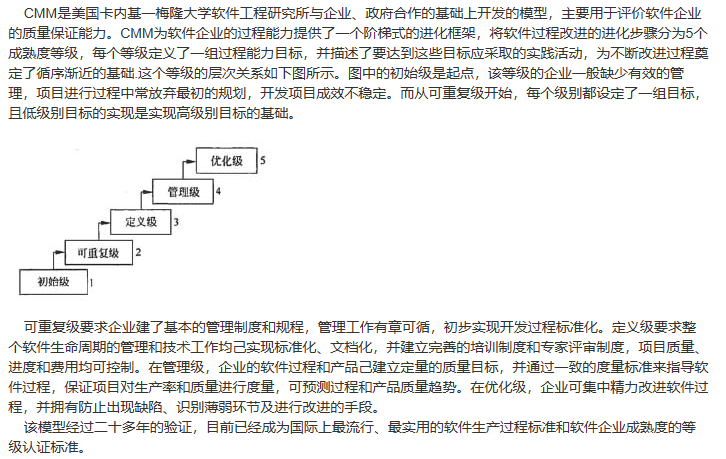 CMM是美国卡内基一梅隆大学软件工程研究所与企业、政府合作的基础上开发的模型，主要用于评价软件企业
的质量保证能力。CMM为软件企业的过程能力提供了一个阶梯式的进化框架，将软件过程改进的进化步骤分为5个
成熟度等级，每个等级定义了一组过程能力目标，并描述了要达到这些目标应采取的实践活动，为不断改进过程奠
定了循序渐近的基础.这个等级的层次关系如下图所示。图中的初始级是起点，该等级的企业一般缺少有效的管
理，项目进行过程中常放弃最初的规划，开发项目成效不稳定。而从可重复级开始，每个级别都设定了一组目标，
且低级别目标的实现是实现高级别目标的基础。
优化级 5
管理级 4
定义级 3
可重复级 2
初始级 1
可重复级要求企业建了基本的管理制度和规程，管理工作有章可循，初步实现开发过程标准化。定义级要求整
个软件生命周期的管理和技术工作均己实现标准化、文档化，并建立完善的培训制度和专家评审制度，项目质量、
进度和费用均可控制。在管理级，企业的软件过程和产品己建立定量的质量目标，并通过一致的度量标准来指导软
件过程，保证项目对生产率和质量进行度量，可预测过程和产品质量趋势。在优化级，企业可集中精力改进软件过
程，并拥有防止出现缺陷、识别薄弱环节及进行改进的手段。
该模型经过二十多年的验证，目前已经成为国际上最流行、最实用的软件生产过程标准和软件企业成熟度的等
级认证标准。